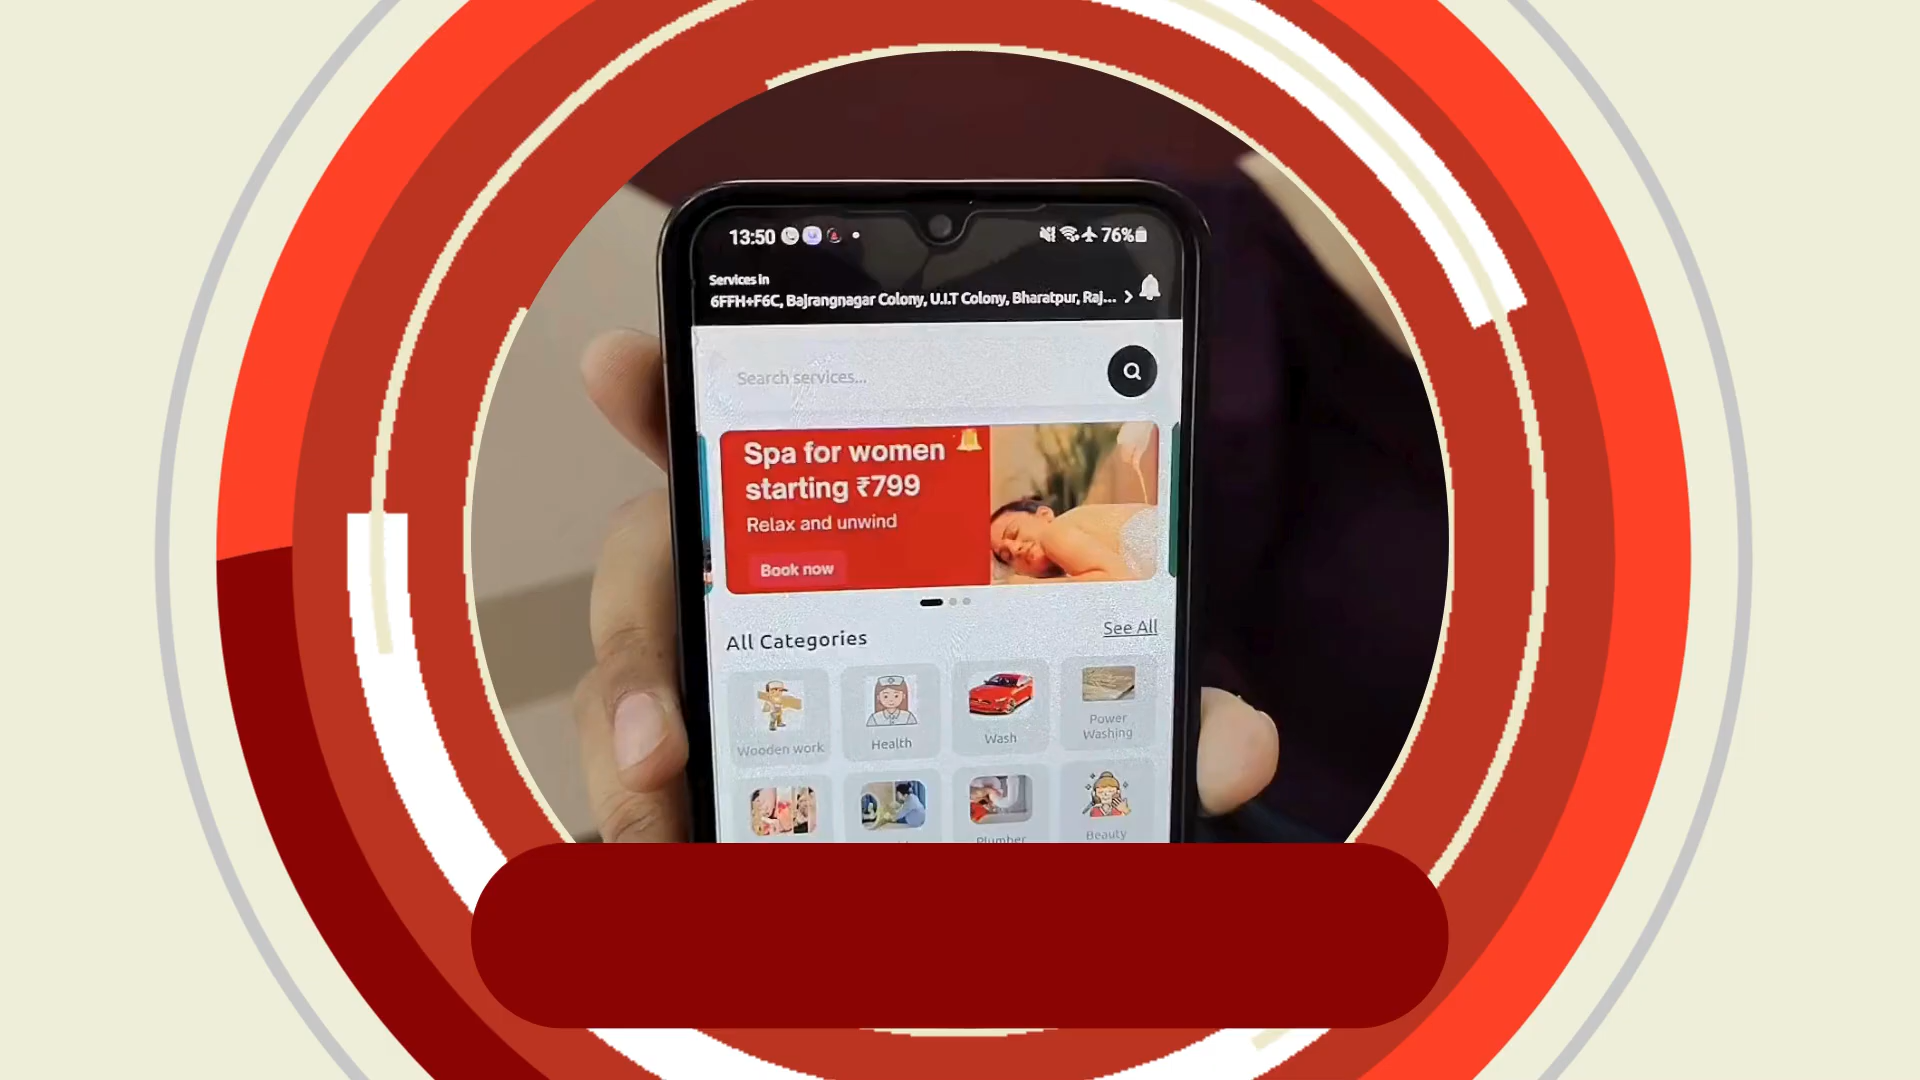 13:50
76%
Services in
6FFH+F6C, Bajrangnagar Colony, U.I.T Colony, Bharatpur, Raj...
Search services...
Spa for women
starting ₹799
Relax and unwind
Book now
All Categories
See All
Wooden work
Health
Wash
Power
Washing
Plumber
Beauty